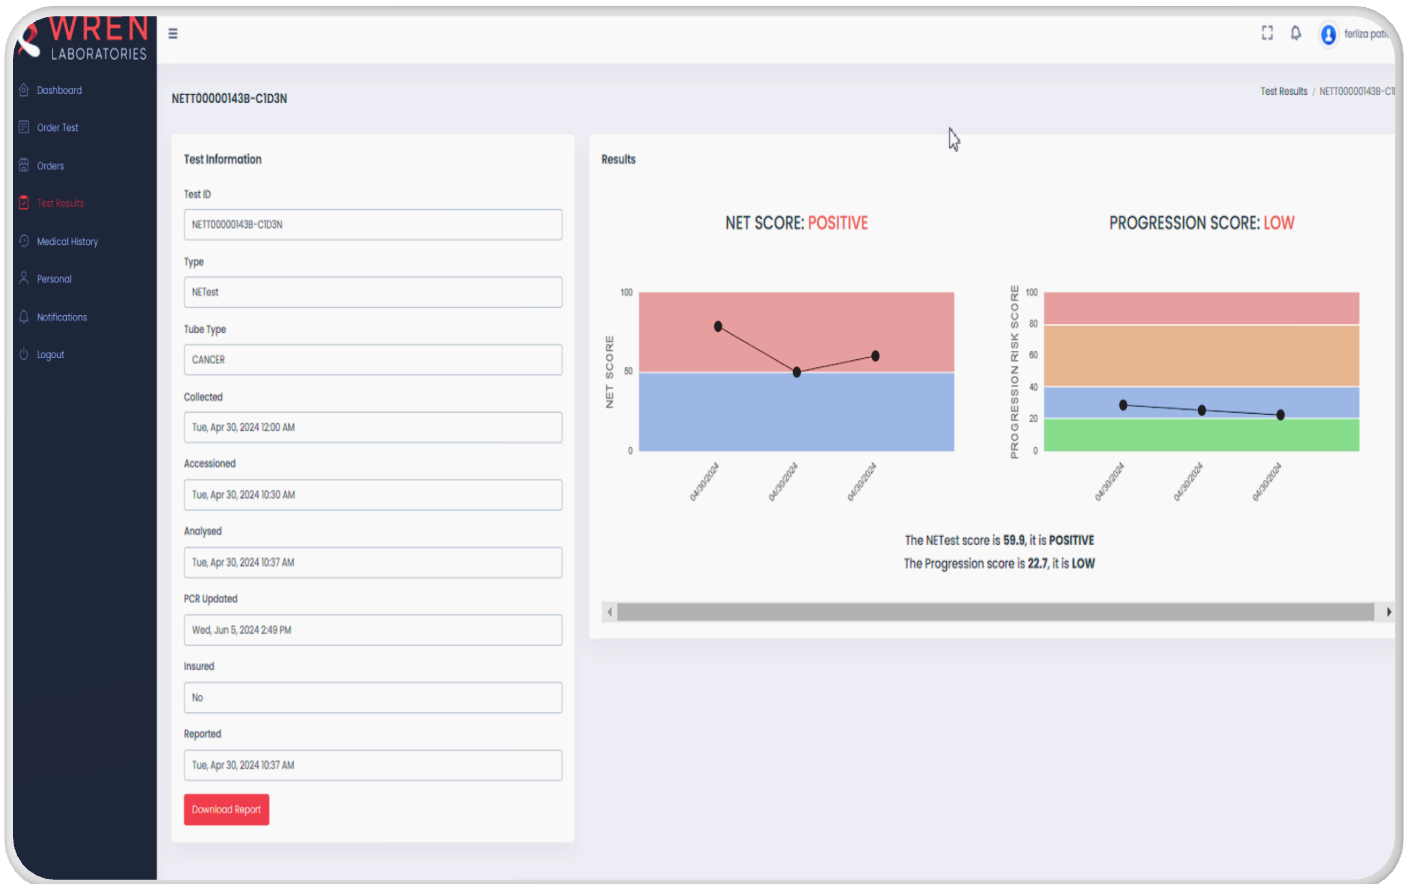 WREN
LABORATORIES
Dashboard
Order Test
Orders
Test Results
Medical History
Personal
Notifications
Logout
ferliza
NETT00000143B-C1D3N
Test Results / NETT00000143B-C1
Test Information
Test ID
NETT00000143B-C1D3N
Type
NETest
Tube Type
CANCER
Collected
Tue, Apr 30, 2024 12:00 AM
Accessioned
Tue, Apr 30, 2024 10:30 AM
Analysed
Tue, Apr 30, 2024 10:37 AM
PCR Updated
Wed, Jun 5, 2024 2:49 PM
Insured
No
Reported
Tue, Apr 30, 2024 10:37 AM
Download Report
Results
NET SCORE: POSITIVE
NET SCORE
100
50
0
04/30/2024
04/30/2024
04/30/2024
PROGRESSION SCORE: LOW
PROGRESSION RISK SCORE
100
80
60
40
20
0
04/30/2024
04/30/2024
04/30/2024
The NETest score is 59.9, it is POSITIVE
The Progression score is 22.7, it is LOW